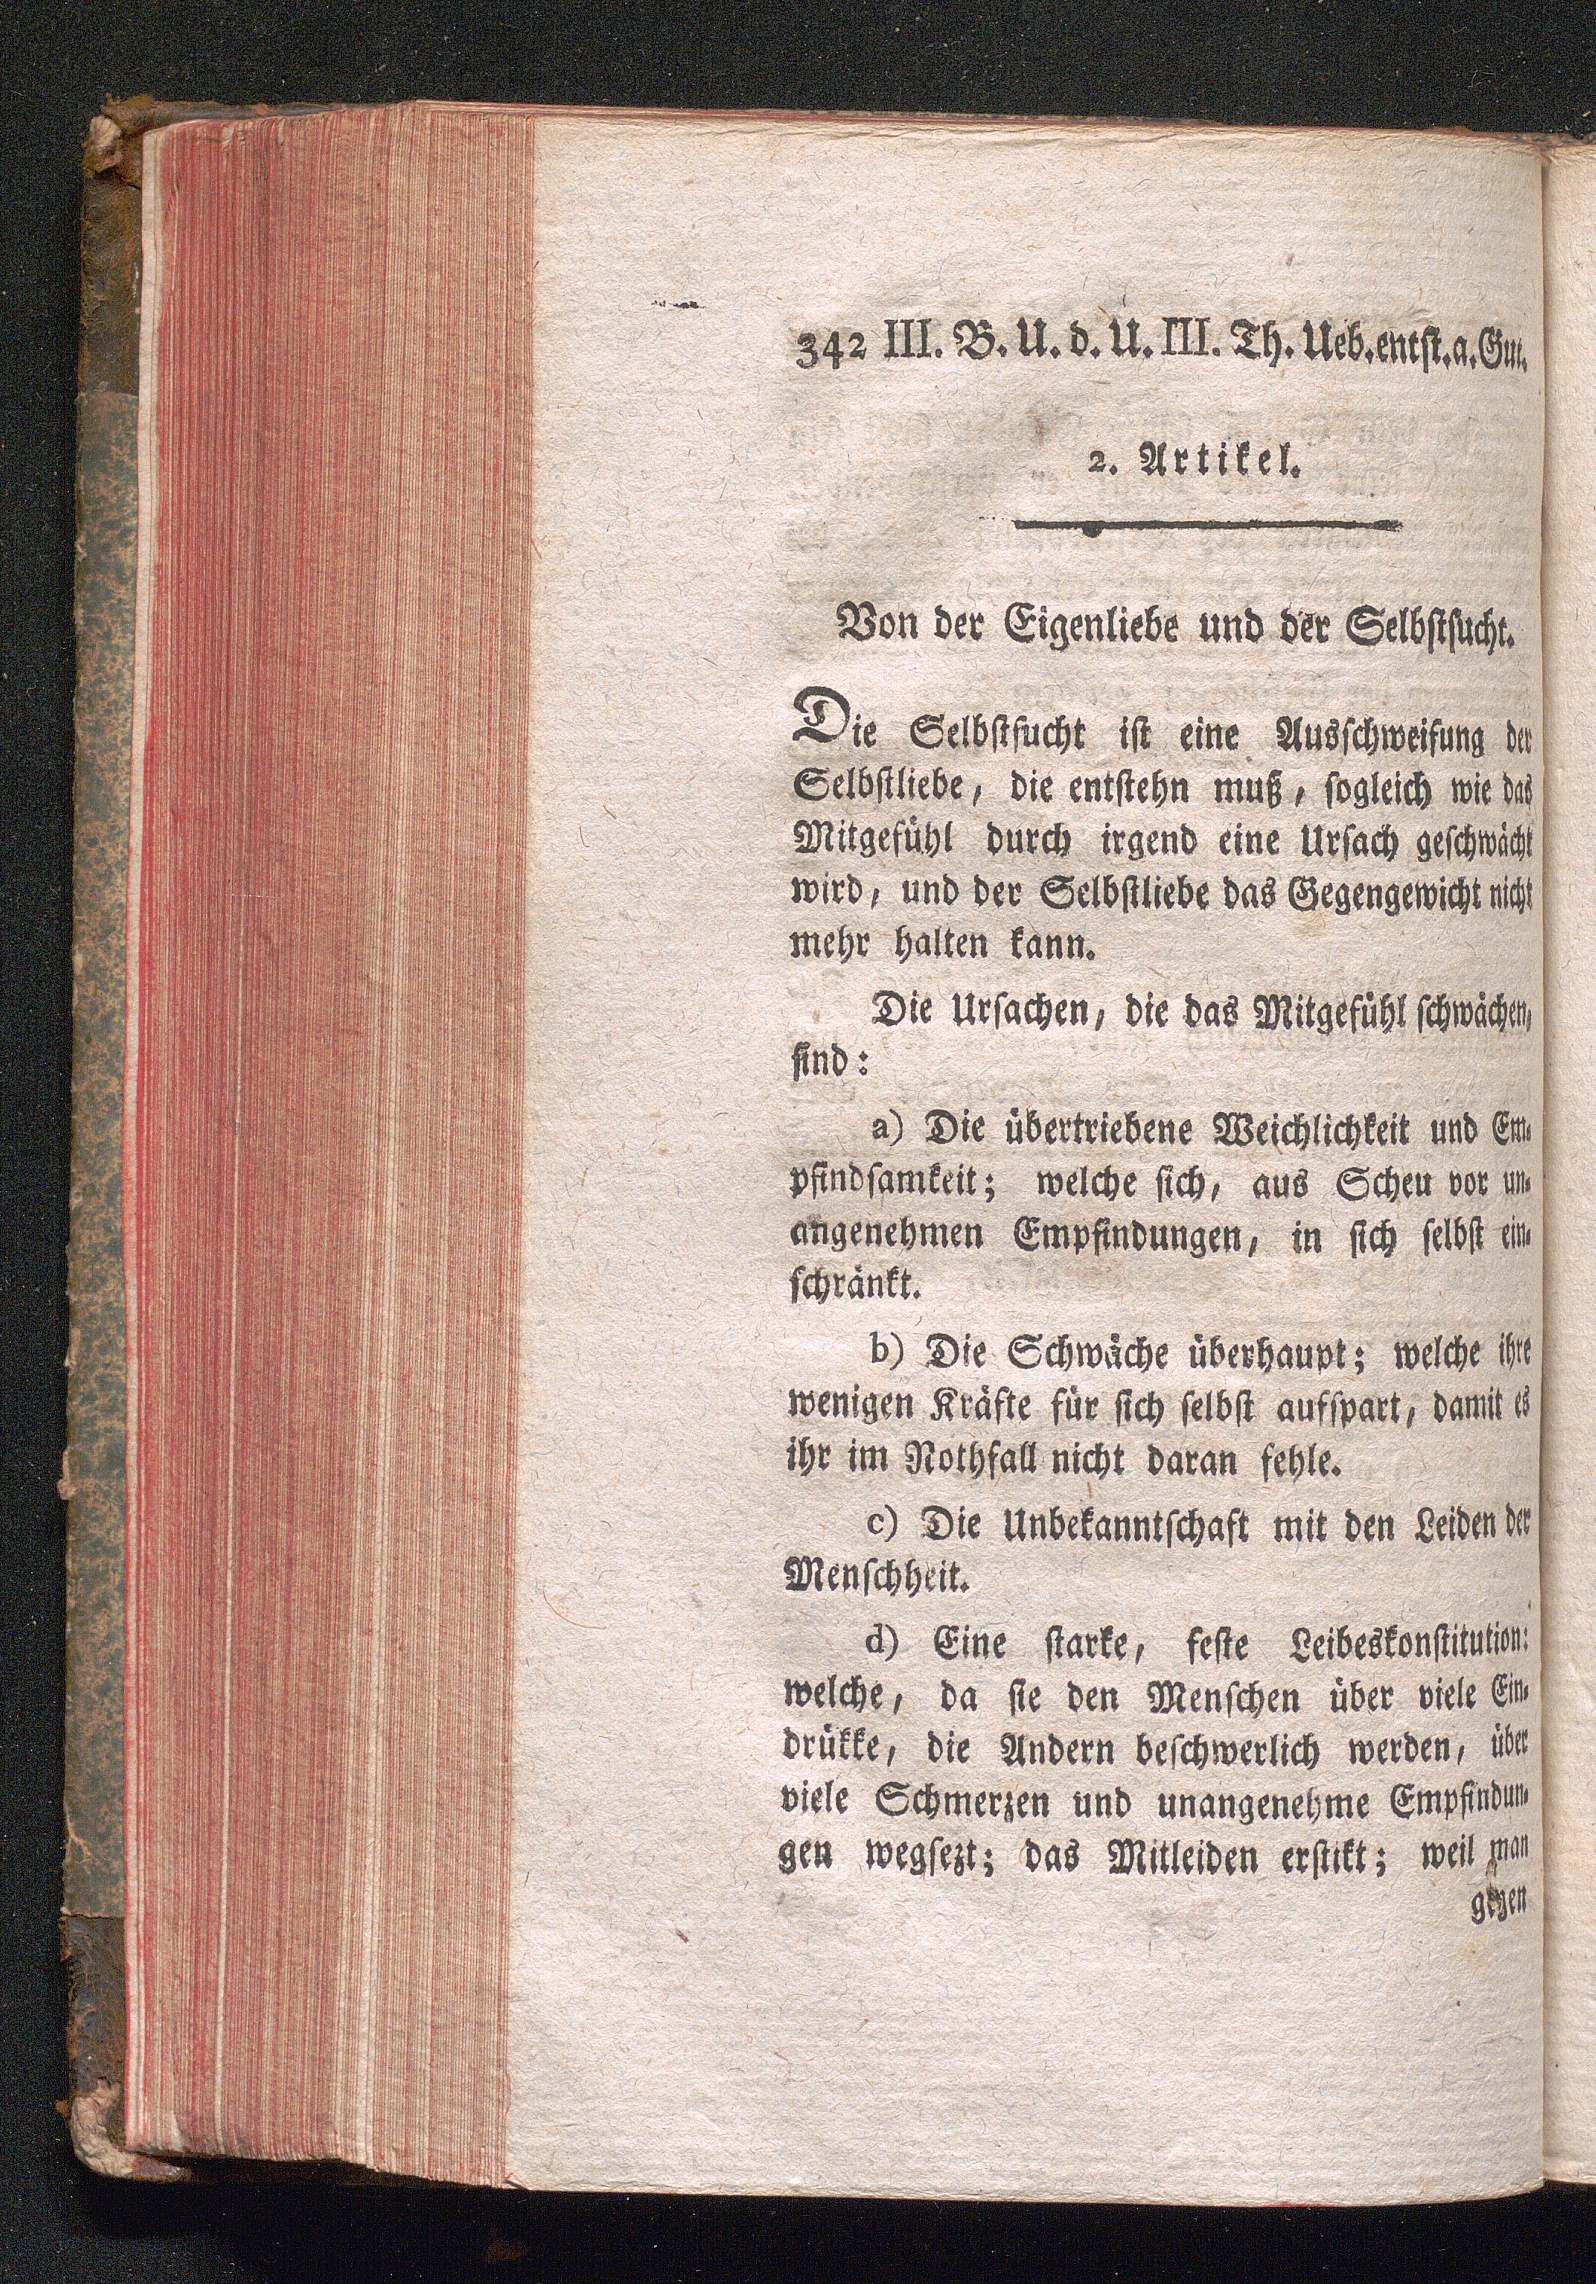 342 III. B. U. d. U. III. Th. Ueb. entst. a. Gut.
2. Artikel.
Von der Eigenliebe und der Selbstsucht.
Die Selbstsucht ist eine Ausschweifung der
Selbstliebe, die entstehn muß, sogleich wie das
Mitgefühl durch irgend eine Ursach geschwächt
wird, und der Selbstliebe das Gegengewicht nicht
mehr halten kann.
Die Ursachen, die das Mitgefühl schwächen,
sind:
a) Die übertriebene Weichlichkeit und Em-
pfindsamkeit; welche sich, aus Scheu vor un-
angenehmen Empfindungen, in sich selbst ein-
schränkt.
b) Die Schwäche überhaupt; welche ihre
wenigen Kräfte für sich selbst aufspart, damit es
ihr im Nothfall nicht daran fehle.
c) Die Unbekanntschaft mit den Leiden der
Menschheit.
d) Eine starke, feste Leibeskonstitution:
welche, da sie den Menschen über viele Ein-
drükke, die Andern beschwerlich werden, über
viele Schmerzen und unangenehme Empfindun-
gen wegsezt; das Mitleiden erstikt; weil man
gegen